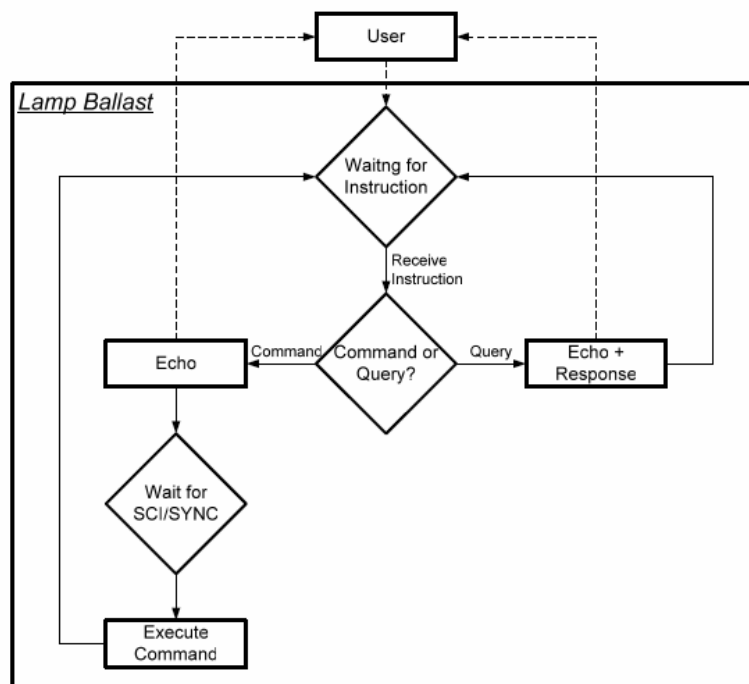 User
Lamp Ballast
Waitng for
Instruction
Receive
Instruction
Echo
Command
Command or
Query?
Query
Echo +
Response
Wait for
SCI/SYNC
Execute
Command